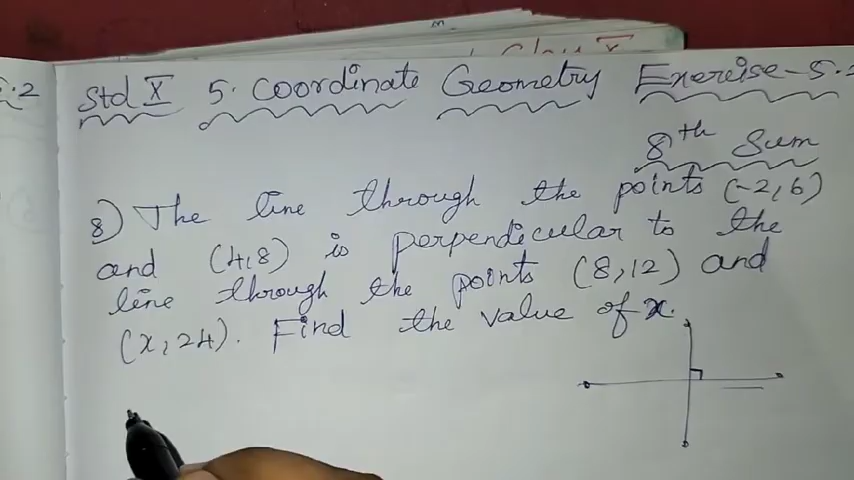 Std X 5. Coordinate Geometry Exercise-5.2
8th Sum
8) The line through the points (-2,6)
and (4,8) is perpendicular to the
line through the points (8,12) and
(x,24). Find the value of x.